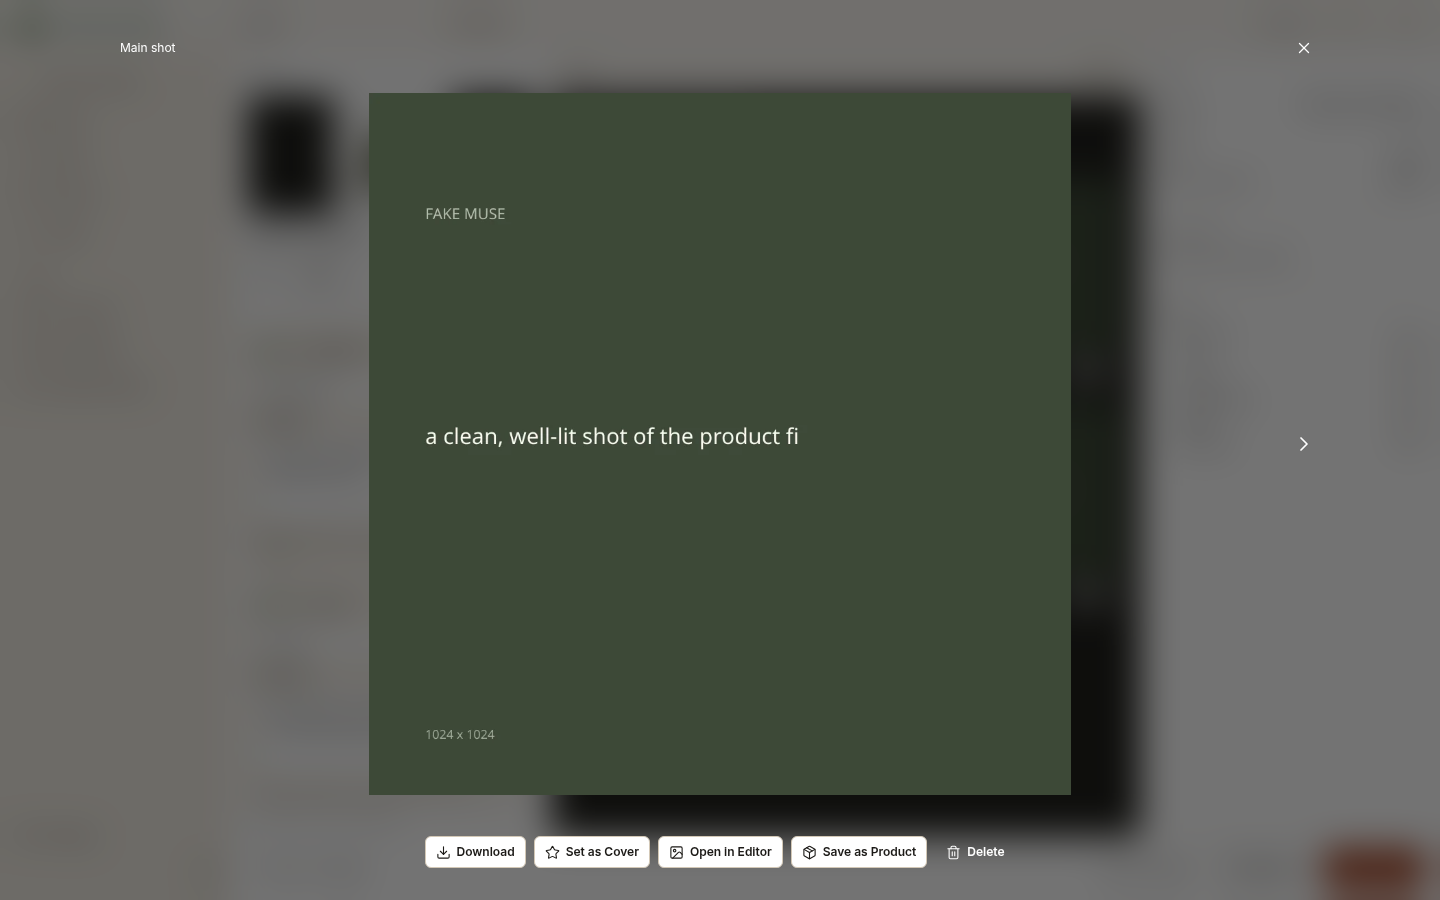 Main shot
FAKE MUSE
a clean, well-lit shot of the product fi
1024 x 1024
Download
Set as Cover
Open in Editor
Save as Product
Delete